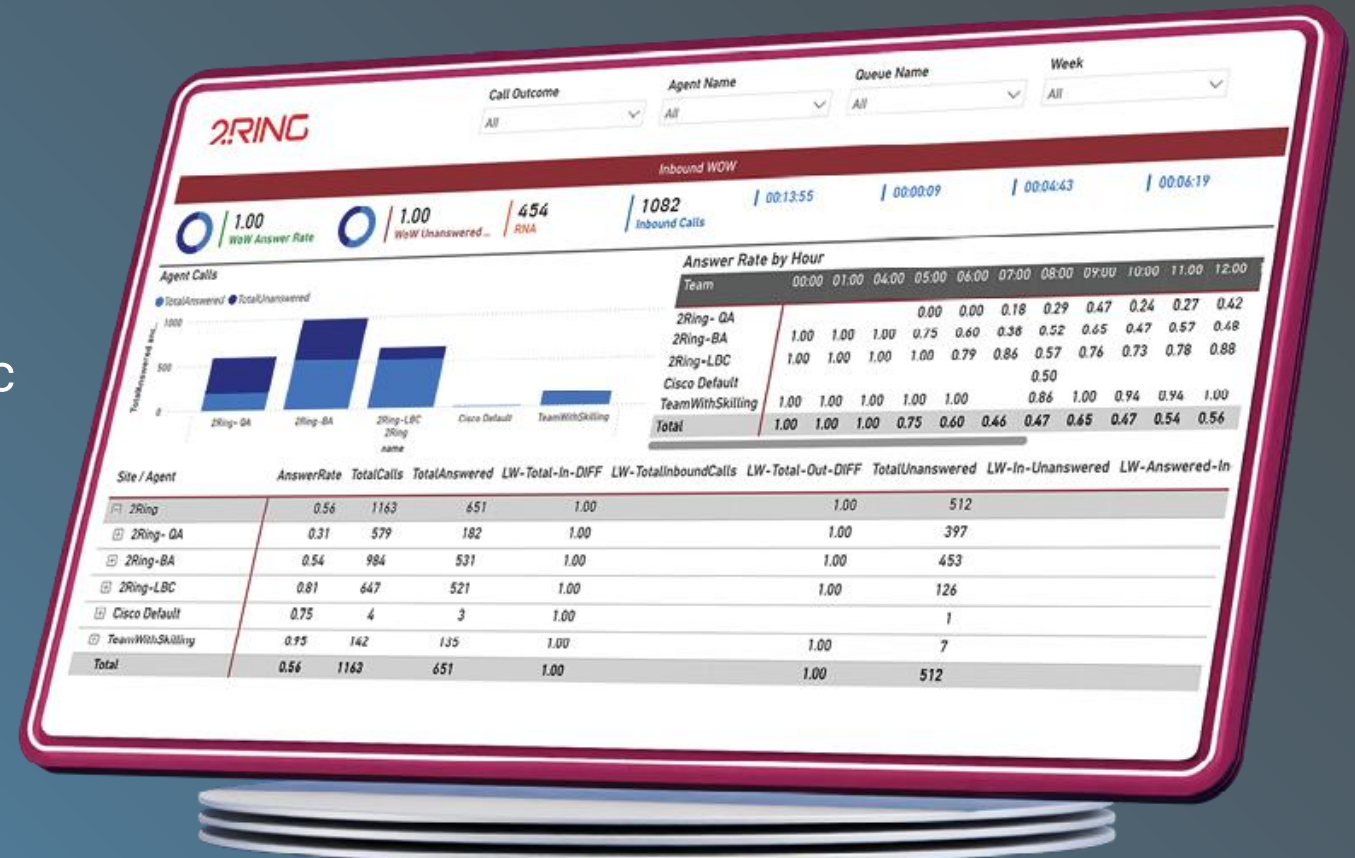 Call Outcome Agent Name Queue Name Week
2RING All All All All
Inbound WOW
1.00 1.00 454 1082 00:13:55 00:00:09 00:04:43 00:06:19
WoW Answer Rate WoW Unanswered... RNA Inbound Calls
Agent Calls
TotalAnswered TotalUnanswered
1000
500
0
2Ring- QA 2Ring-BA 2Ring-LBC Cisco Default TeamWithSkilling
2Ring
name
Answer Rate by Hour
Team 00:00 01:00 04:00 05:00 06:00 07:00 08:00 09:00 10:00 11:00 12:00
2Ring- QA 0.00 0.00 0.18 0.29 0.47 0.24 0.27 0.42
2Ring-BA 1.00 1.00 1.00 0.75 0.60 0.38 0.52 0.65 0.47 0.57 0.48
2Ring-LBC 1.00 1.00 1.00 1.00 0.79 0.86 0.57 0.76 0.73 0.78 0.88
Cisco Default 0.50
TeamWithSkilling 1.00 1.00 1.00 1.00 1.00 0.86 1.00 0.94 0.94 1.00
Total 1.00 1.00 1.00 0.75 0.60 0.46 0.47 0.65 0.47 0.54 0.56
C
Site / Agent AnswerRate TotalCalls TotalAnswered LW-Total-In-DIFF LW-TotalInboundCalls LW-Total-Out-DIFF TotalUnanswered LW-In-Unanswered LW-Answered-In
2Ring 0.56 1163 651 1.00 1.00 512
2Ring- QA 0.31 579 182 1.00 1.00 397
2Ring-BA 0.54 984 531 1.00 1.00 453
2Ring-LBC 0.81 647 521 1.00 1.00 126
Cisco Default 0.75 4 3 1.00 1
TeamWithSkilling 0.95 142 135 1.00 1.00 7
Total 0.56 1163 651 1.00 1.00 512